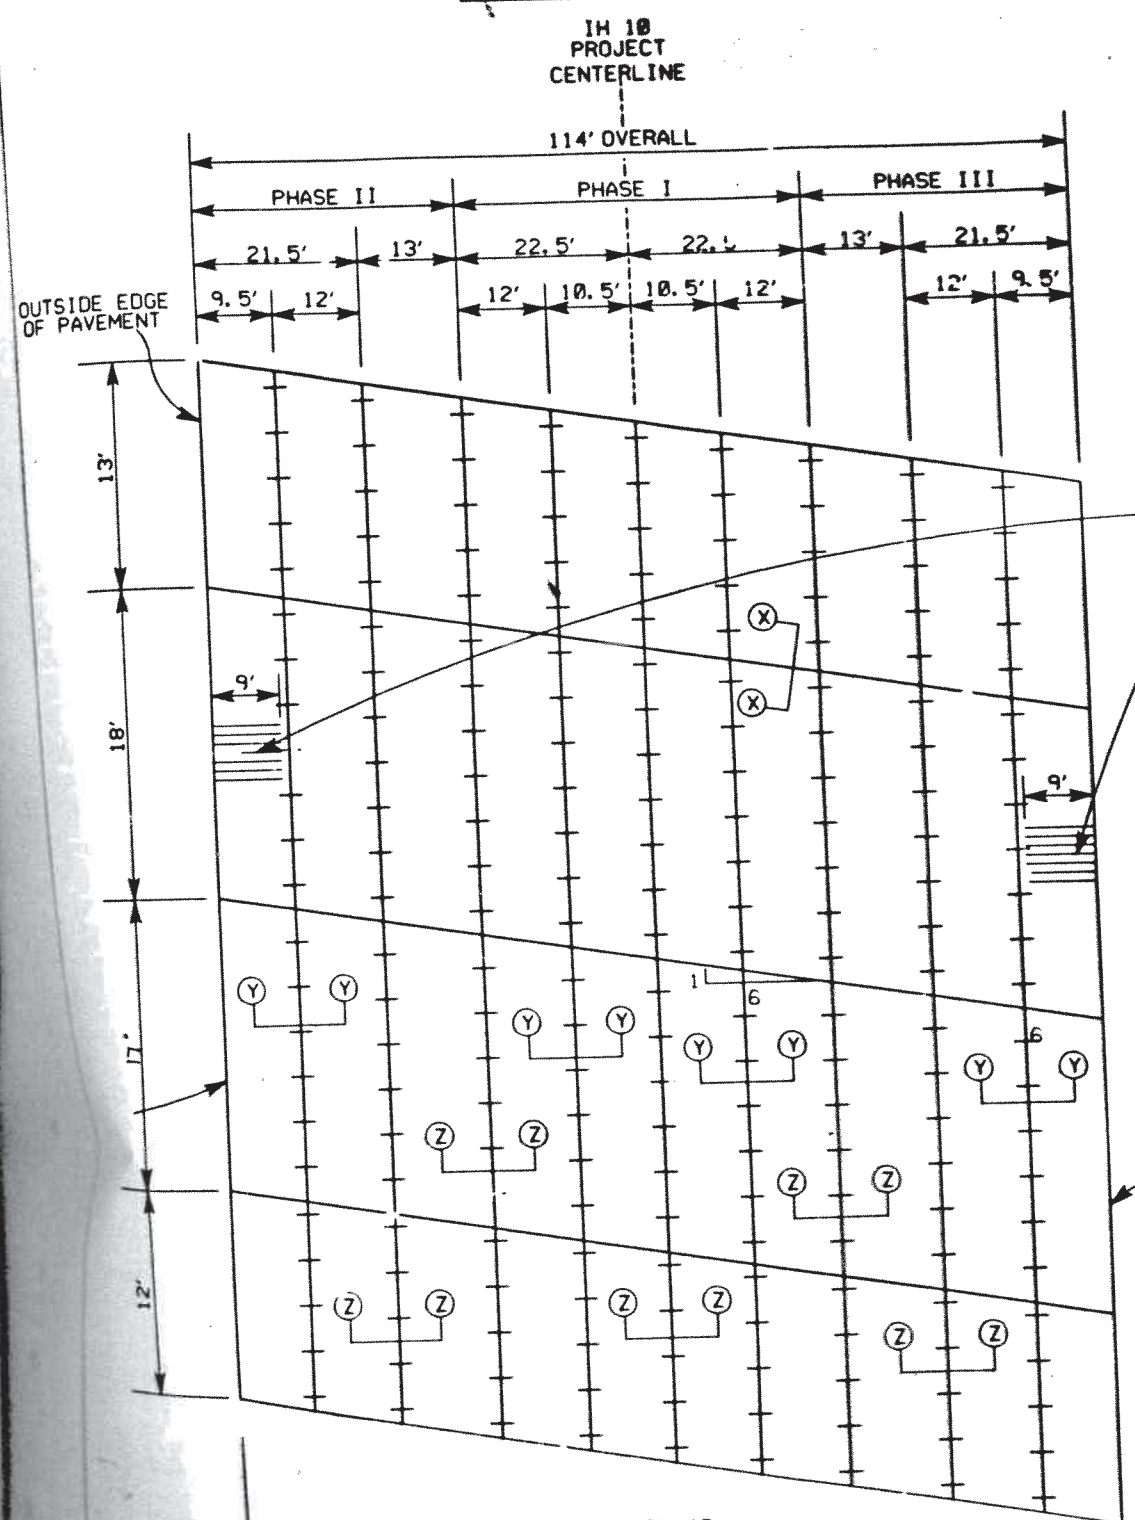 IH 10
PROJECT
CENTERLINE
114' OVERALL
PHASE II
PHASE I
PHASE III
21.5'
13'
22.5'
13'
21.5'
9.5'
12'
12'
10.5'
10.5'
12'
12'
9.5'
OUTSIDE EDGE
OF PAVEMENT
13'
X
X
9'
18'
9'
1
6
Y
Y
Y
Y
6
Y
Y
Y
Y
Z
Z
Z
Z
12'
Z
Z
Z
Z
Z
Z